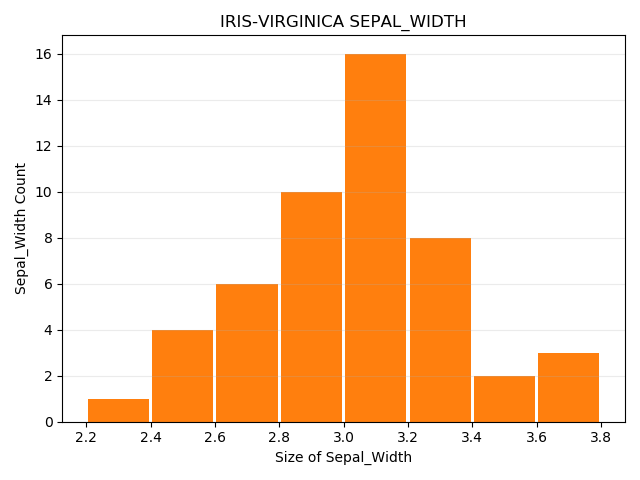 IRIS-VIRGINICA SEPAL_WIDTH
16
14
12
10
8
6
4
2
0
Sepal_Width Count
2.2 2.4 2.6 2.8 3.0 3.2 3.4 3.6 3.8
Size of Sepal_Width